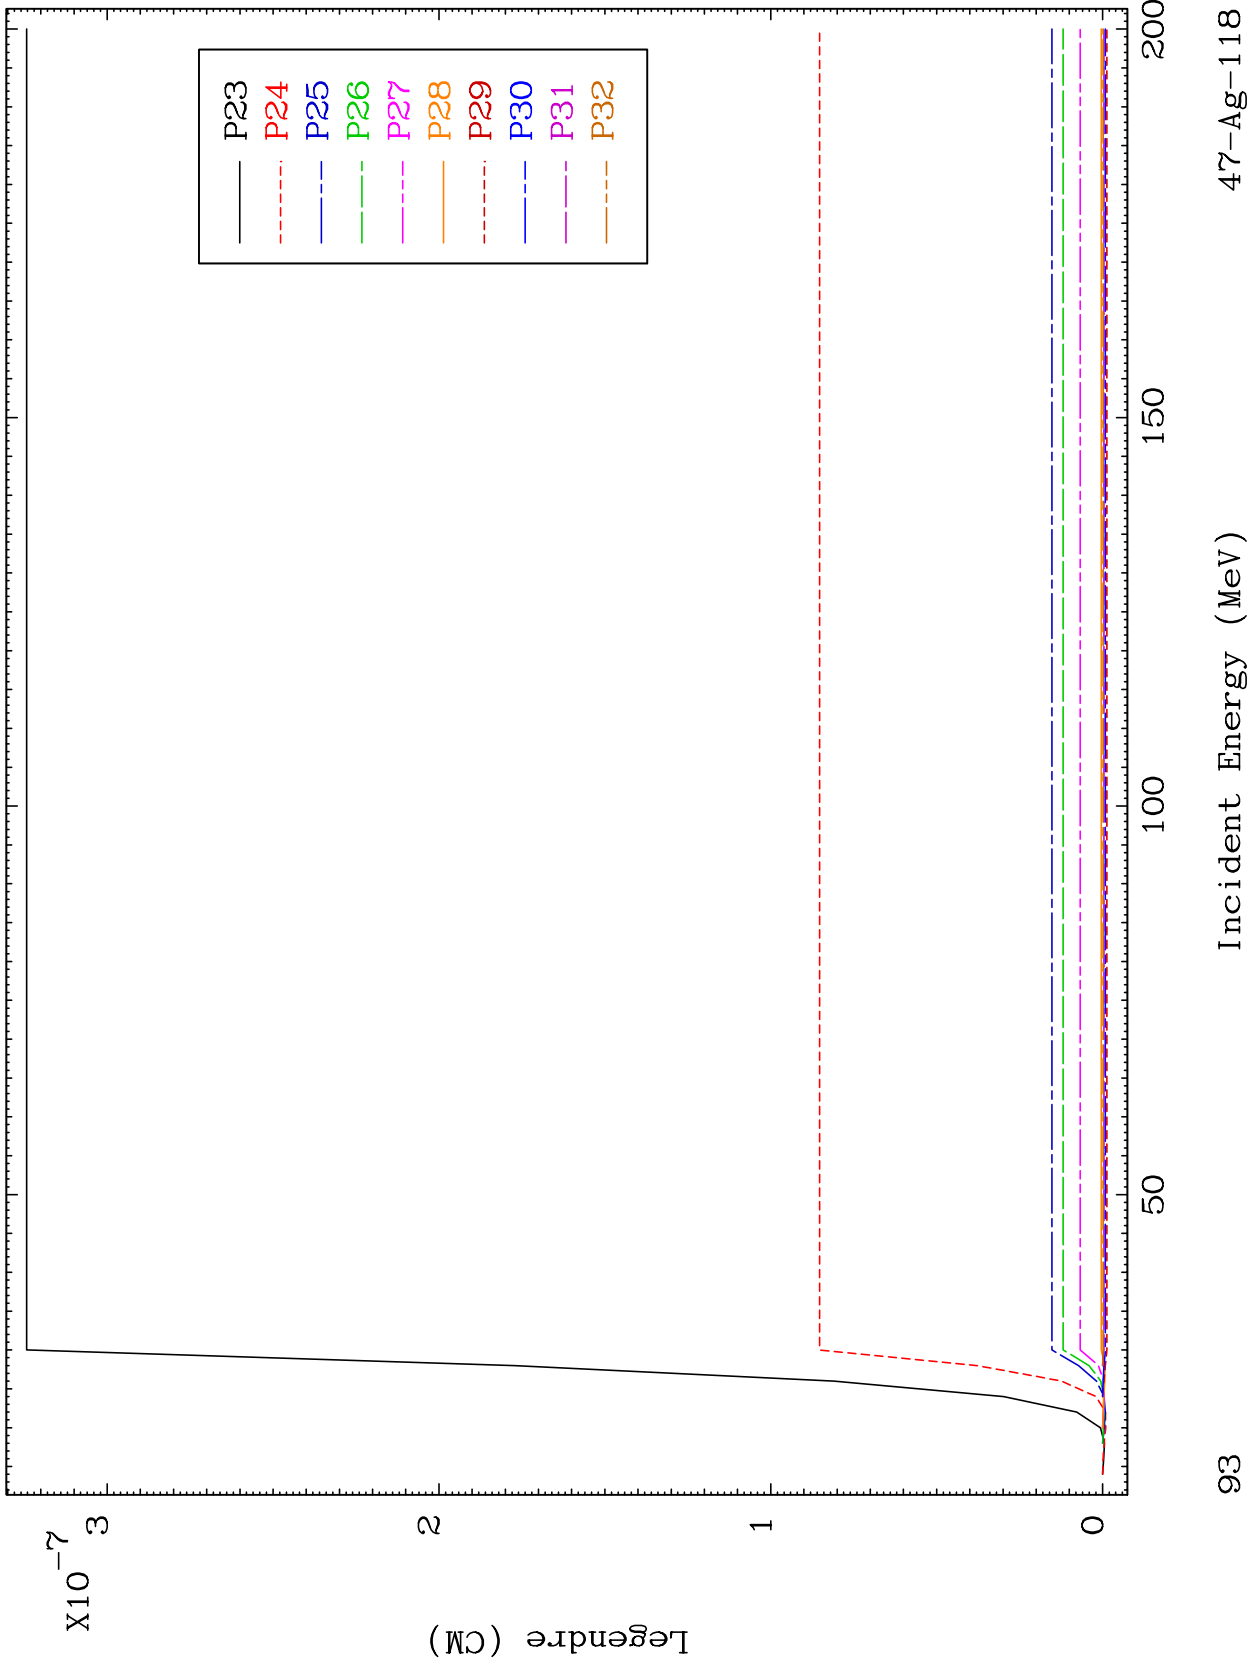 X10-7
3
2
1
0
Legendre (CM)
P23
P24
P25
P26
P27
P28
P29
P30
P31
P32
50
100
150
200
Incident Energy (MeV)
93
47-Ag-118